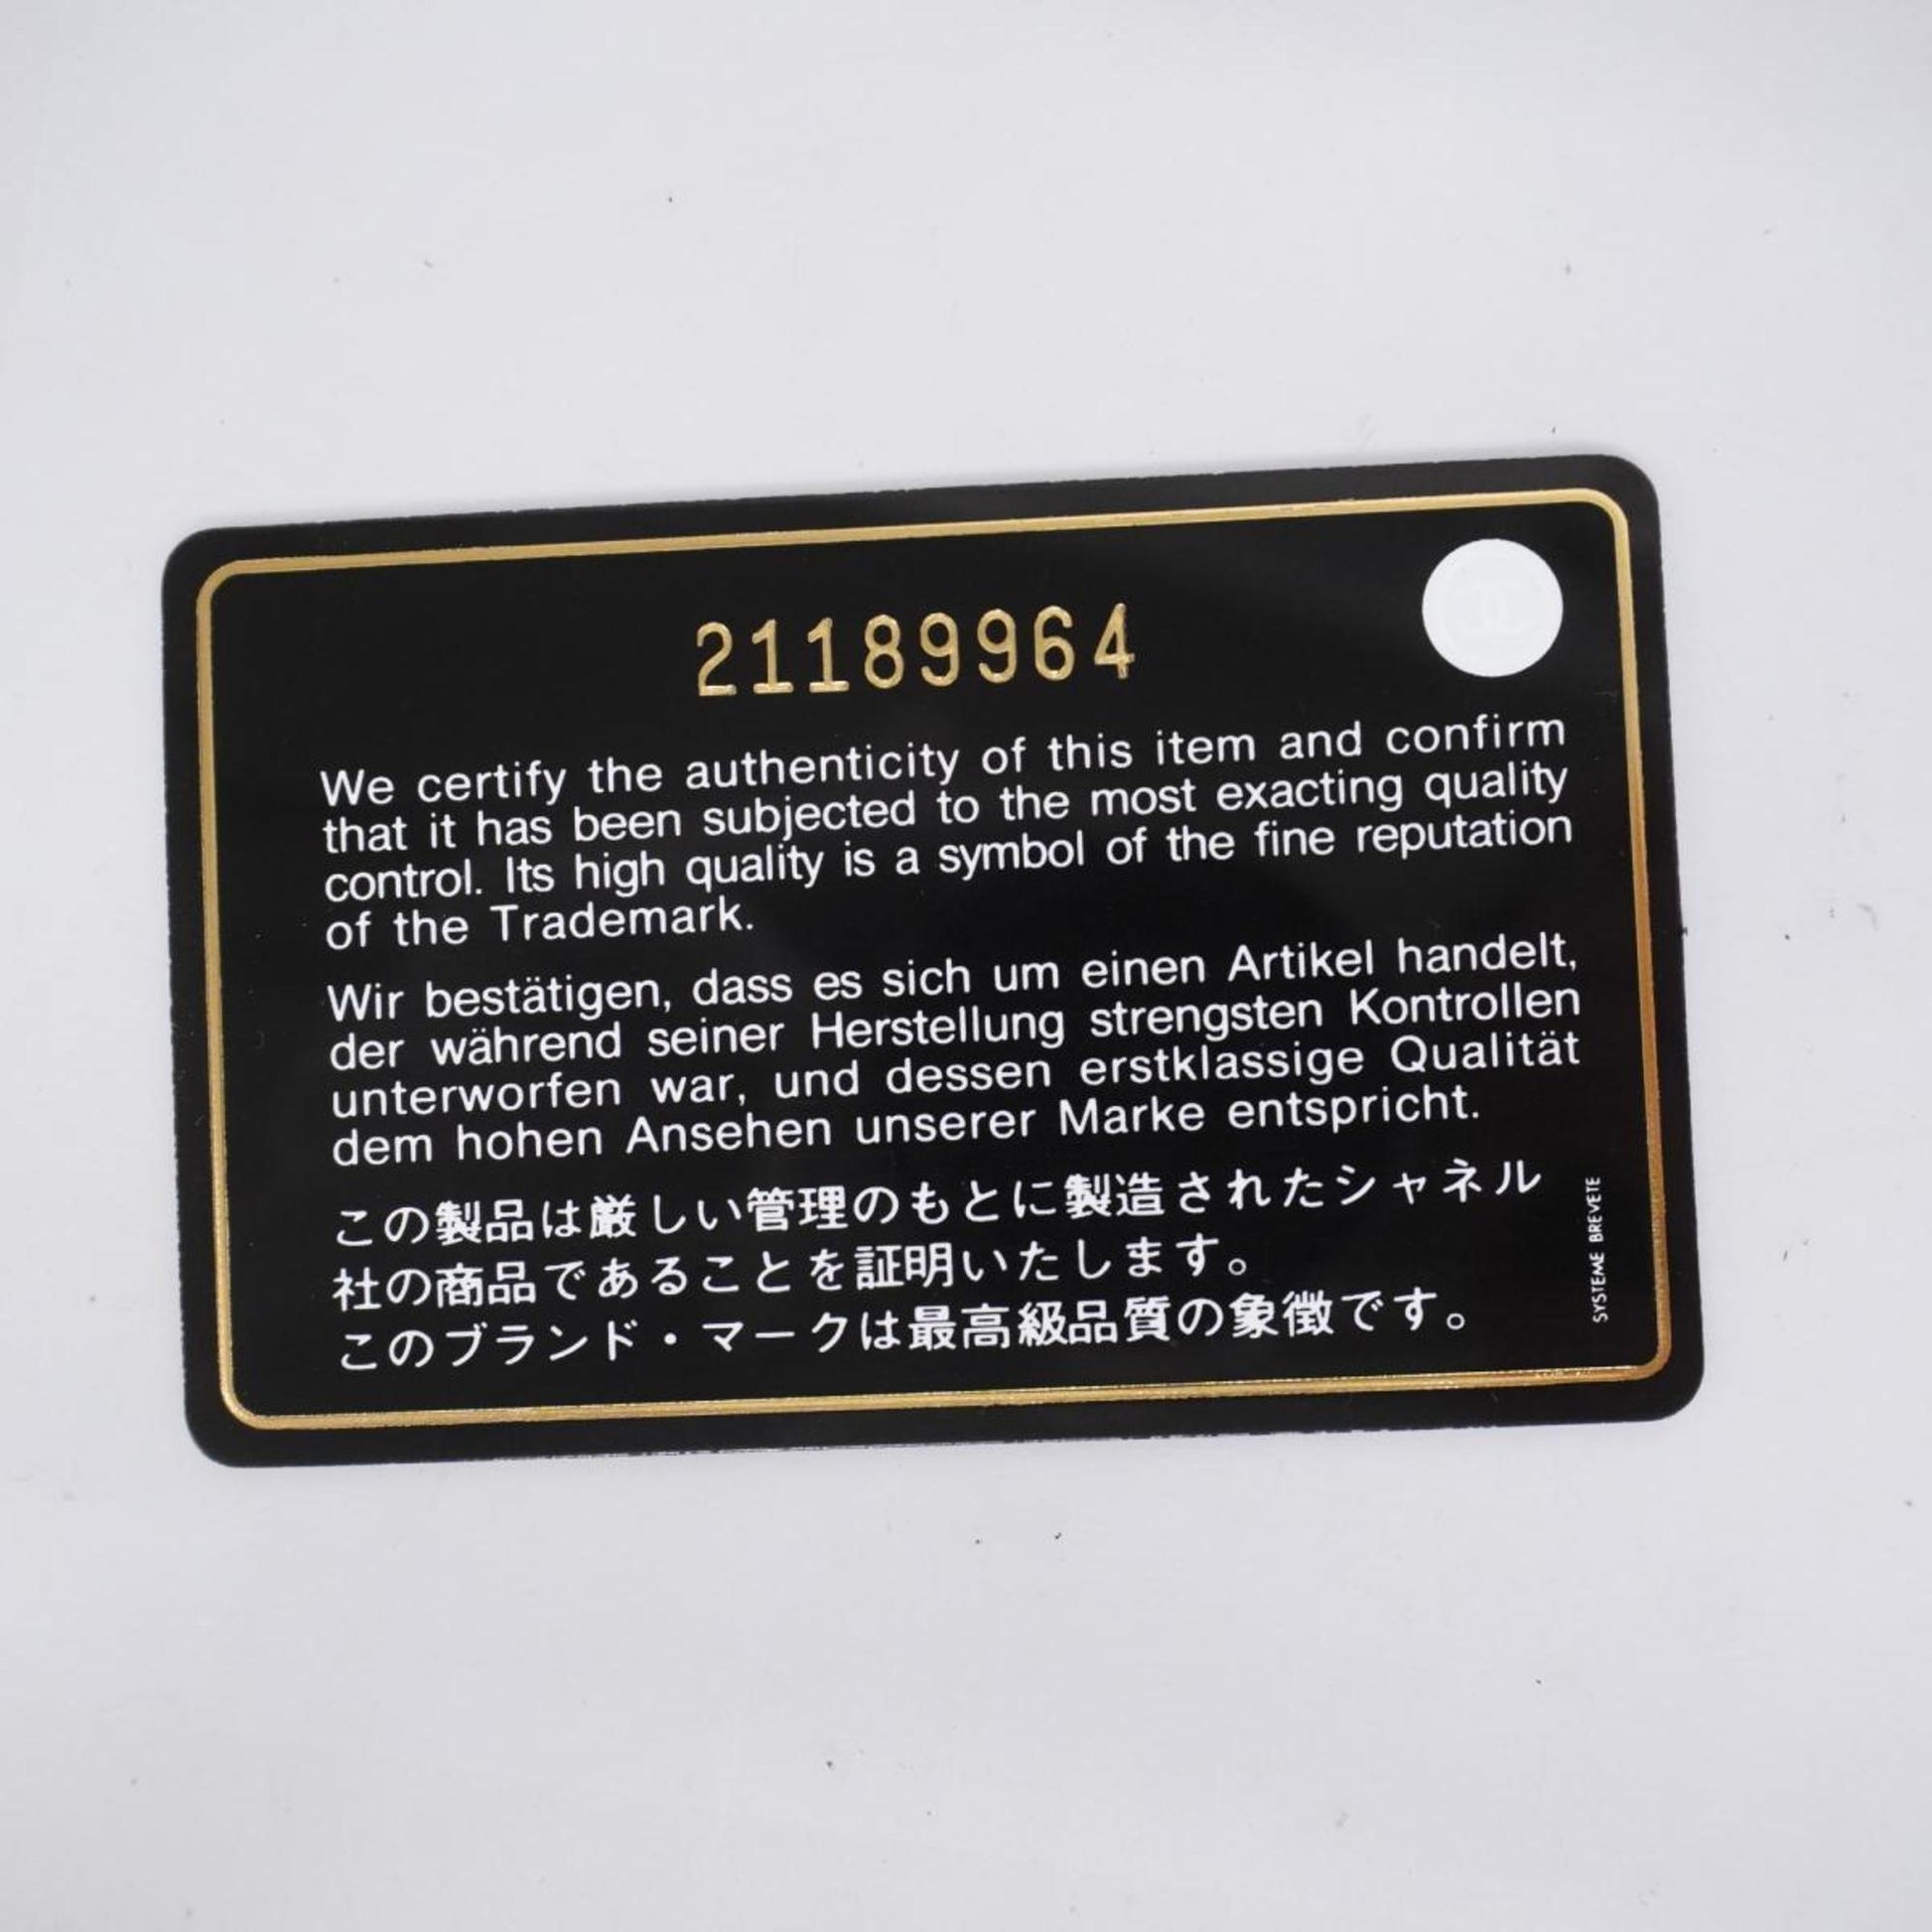 21189964
We certify the authenticity of this item and confirm
that it has been subjected to the most exacting quality
control. Its high quality is a symbol of the fine reputation
of the Trademark.
Wir bestätigen, dass es sich um einen Artikel handelt,
der während seiner Herstellung strengsten Kontrollen
unterworfen war, und dessen erstklassige Qualität
dem hohen Ansehen unserer Marke entspricht.
この製品は厳しい管理のもとに製造されたシャネル
社の商品であることを証明いたします。
このブランド・マークは最高級品質の象徴です。
SYSTEME BREVETE